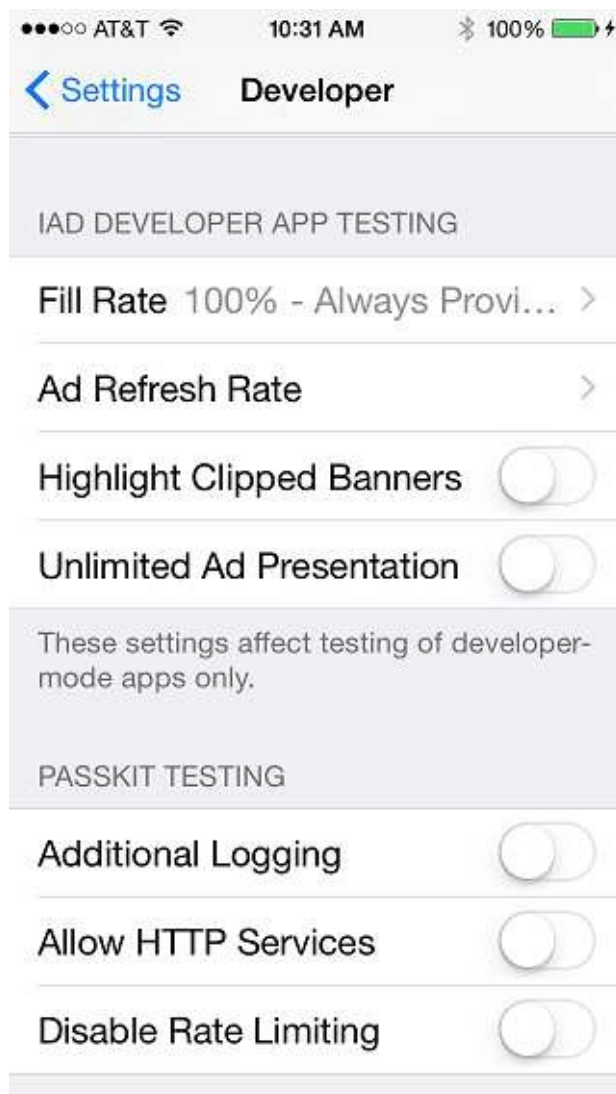 AT&T 10:31 AM 100%
Settings Developer
IAD DEVELOPER APP TESTING
Fill Rate 100% - Always Provi...
Ad Refresh Rate
Highlight Clipped Banners
Unlimited Ad Presentation
These settings affect testing of developer-
mode apps only.
PASSKIT TESTING
Additional Logging
Allow HTTP Services
Disable Rate Limiting